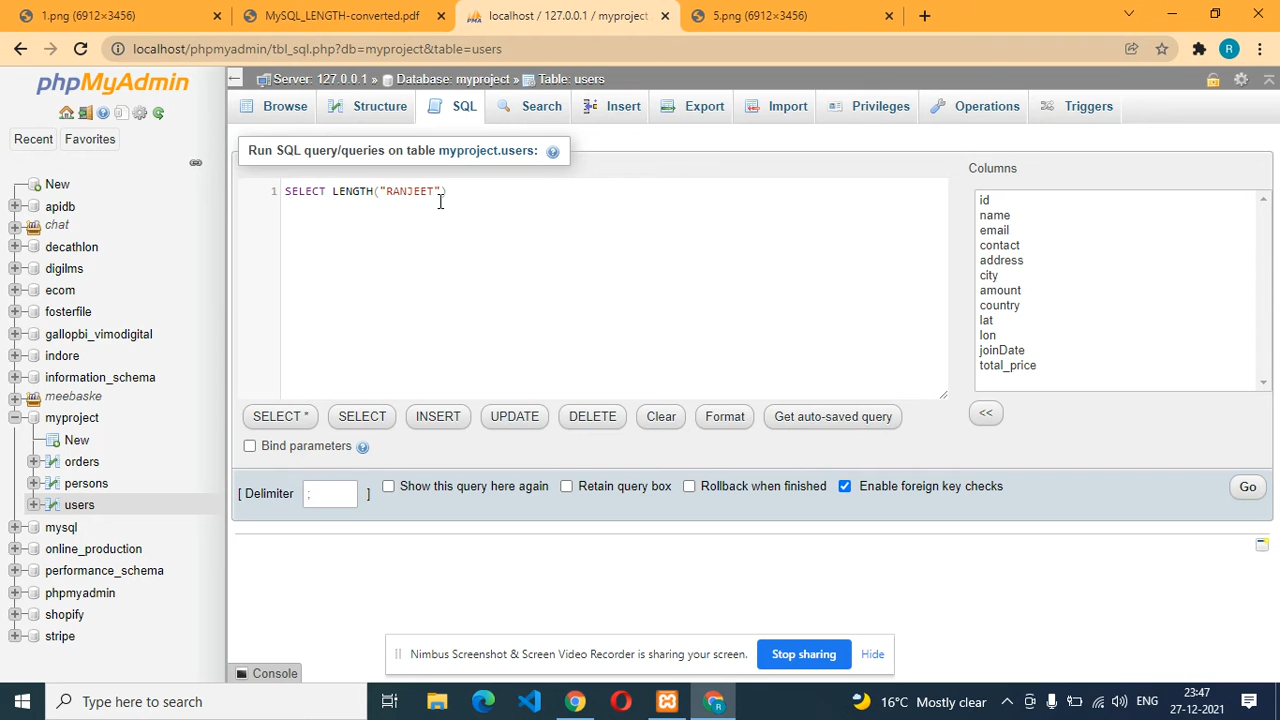 1.png (6912×3456)
MySQL_LENGTH-converted.pdf
localhost / 127.0.0.1 / myproject
5.png (6912×3456)
localhost/phpmyadmin/tbl_sql.php?db=myproject&table=users
R
phpMyAdmin
Recent
Favorites
New
apidb
chat
decathlon
digilms
ecom
fosterfile
gallopbi_vimodigital
indore
information_schema
meebaske
myproject
New
orders
persons
users
mysql
online_production
performance_schema
phpmyadmin
shopify
stripe
Server: 127.0.0.1 » Database: myproject » Table: users
Browse
Structure
SQL
Search
Insert
Export
Import
Privileges
Operations
Triggers
Run SQL query/queries on table myproject.users:
1 SELECT LENGTH("RANJEET")
Columns
id
name
email
contact
address
city
amount
country
lat
lon
joinDate
total_price
<<
SELECT *
SELECT
INSERT
UPDATE
DELETE
Clear
Format
Get auto-saved query
Bind parameters
[ Delimiter ; ]
Show this query here again
Retain query box
Rollback when finished
Enable foreign key checks
Go
Nimbus Screenshot & Screen Video Recorder is sharing your screen.
Stop sharing
Hide
Console
Type here to search
16°C Mostly clear
ENG
23:47
27-12-2021